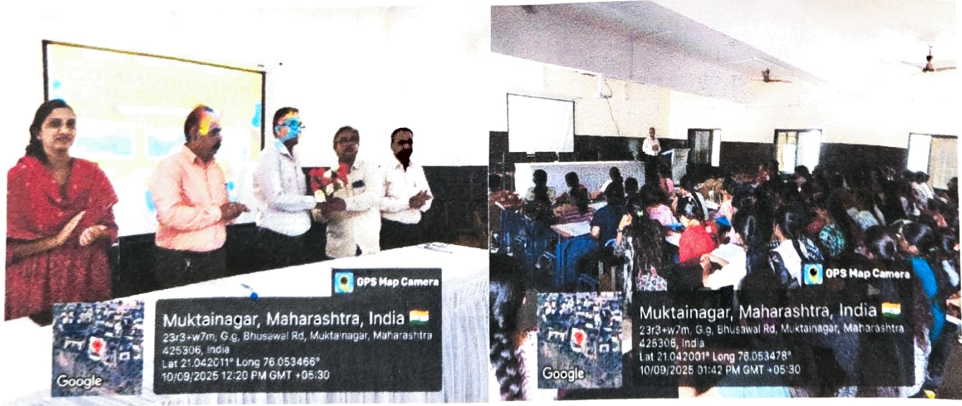 GPS Map Camera
Muktainagar, Maharashtra, India
23r3+w7m, G.g, Bhusawal Rd, Muktainagar, Maharashtra
425306, India
Lat 21.042011° Long 76.053466°
10/09/2025 12:20 PM GMT +05:30
Google
GPS Map Camera
Muktainagar, Maharashtra, India
23r3+w7m, G.g, Bhusawal Rd, Muktainagar, Maharashtra
425306, India
Lat 21.042001° Long 76.053478°
10/09/2025 01:42 PM GMT +05:30
Google